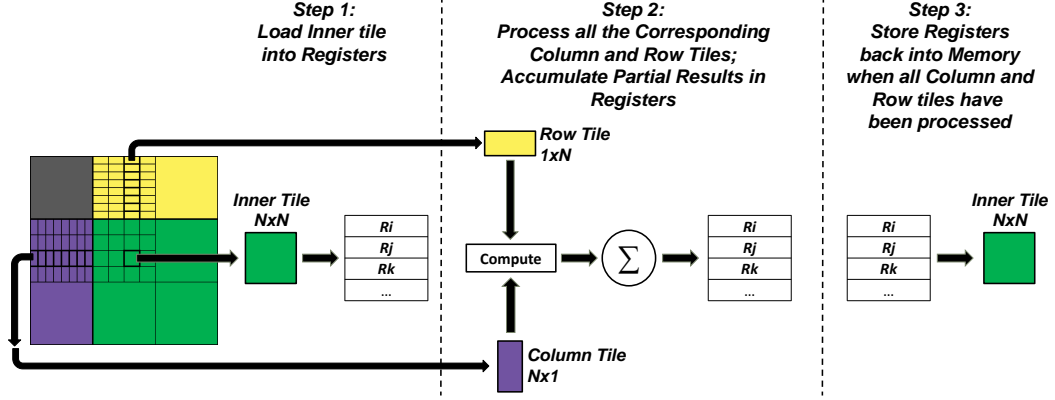 Step 1:
Load Inner tile
into Registers
Step 2:
Process all the Corresponding
Column and Row Tiles;
Accumulate Partial Results in
Registers
Step 3:
Store Registers
back into Memory
when all Column and
Row tiles have
been processed
Row Tile
1xN
Inner Tile
NxN
Ri
Rj
Rk
...
Compute
∑
Ri
Rj
Rk
...
Column Tile
Nx1
Ri
Rj
Rk
...
Inner Tile
NxN